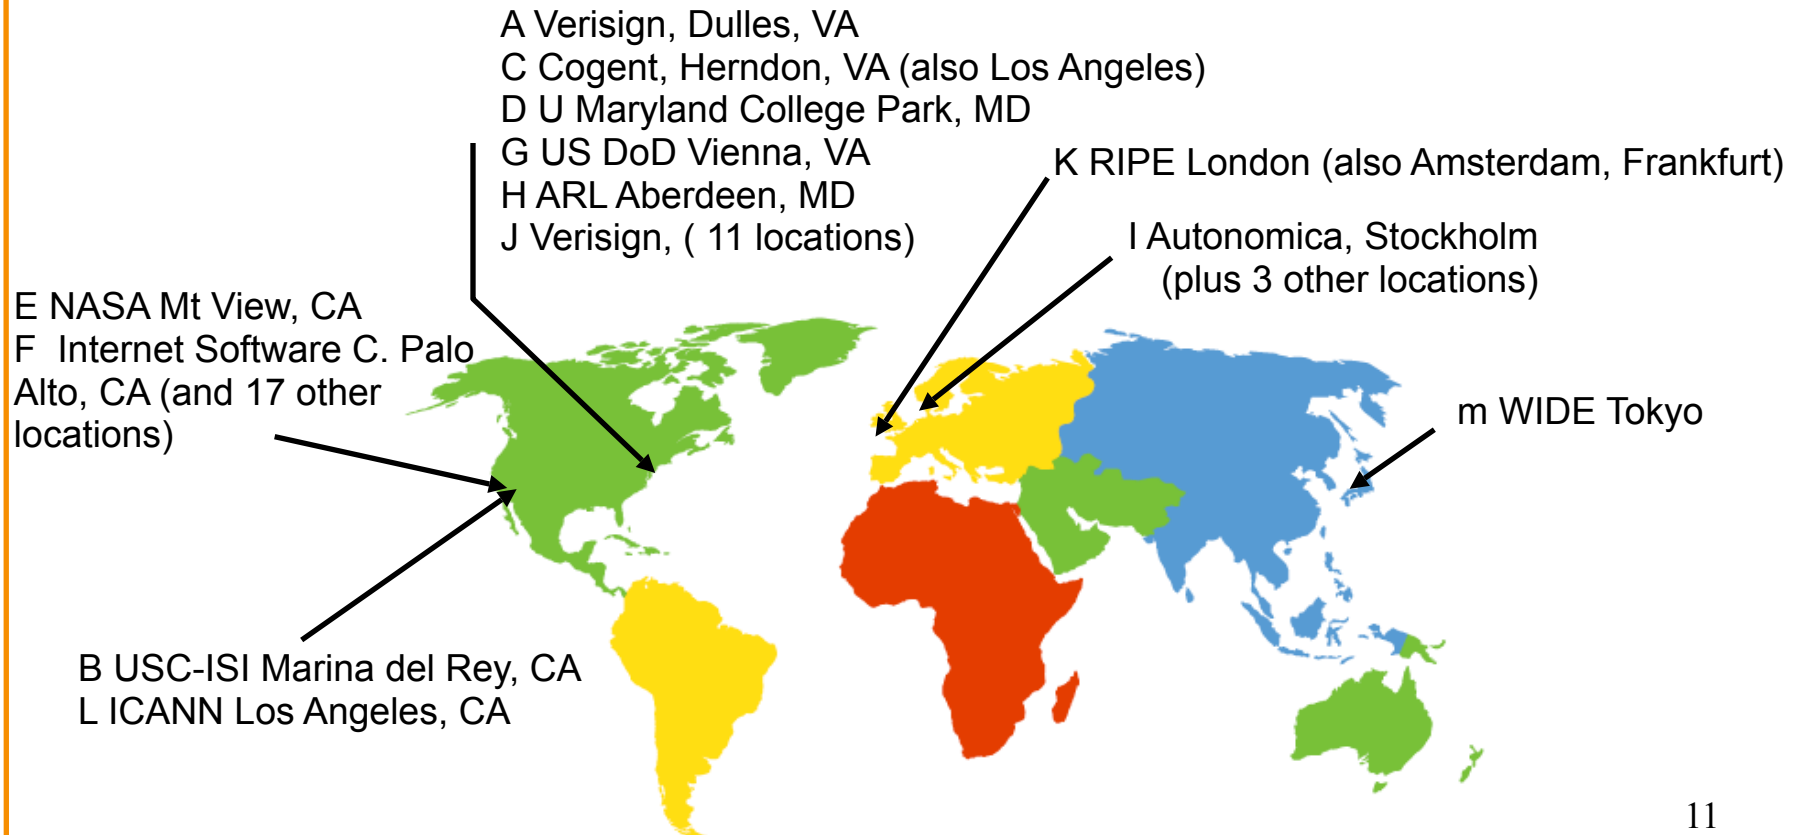 A Verisign, Dulles, VA
C Cogent, Herndon, VA (also Los Angeles)
D U Maryland College Park, MD
G US DoD Vienna, VA
H ARL Aberdeen, MD
J Verisign, ( 11 locations)
K RIPE London (also Amsterdam, Frankfurt)
I Autonomica, Stockholm
(plus 3 other locations)
E NASA Mt View, CA
F Internet Software C. Palo
Alto, CA (and 17 other
locations)
m WIDE Tokyo
B USC-ISI Marina del Rey, CA
L ICANN Los Angeles, CA
11